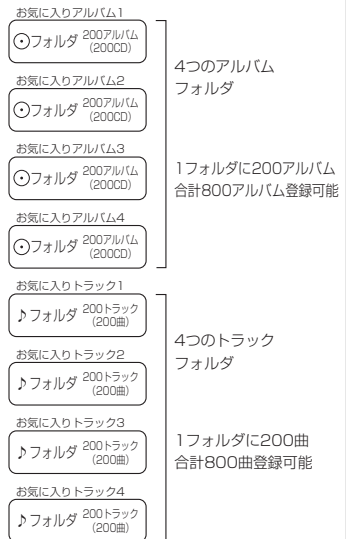 お気に入りアルバム1
フォルダ 200アルバム
(200CD)
お気に入りアルバム2
フォルダ 200アルバム
(200CD)
お気に入りアルバム3
フォルダ 200アルバム
(200CD)
お気に入りアルバム4
フォルダ 200アルバム
(200CD)
4つのアルバム
フォルダ
1フォルダに200アルバム
合計800アルバム登録可能
お気に入りトラック1
♪フォルダ 200トラック
(200曲)
お気に入りトラック2
♪フォルダ 200トラック
(200曲)
お気に入りトラック3
♪フォルダ 200トラック
(200曲)
お気に入りトラック4
♪フォルダ 200トラック
(200曲)
4つのトラック
フォルダ
1フォルダに200曲
合計800曲登録可能